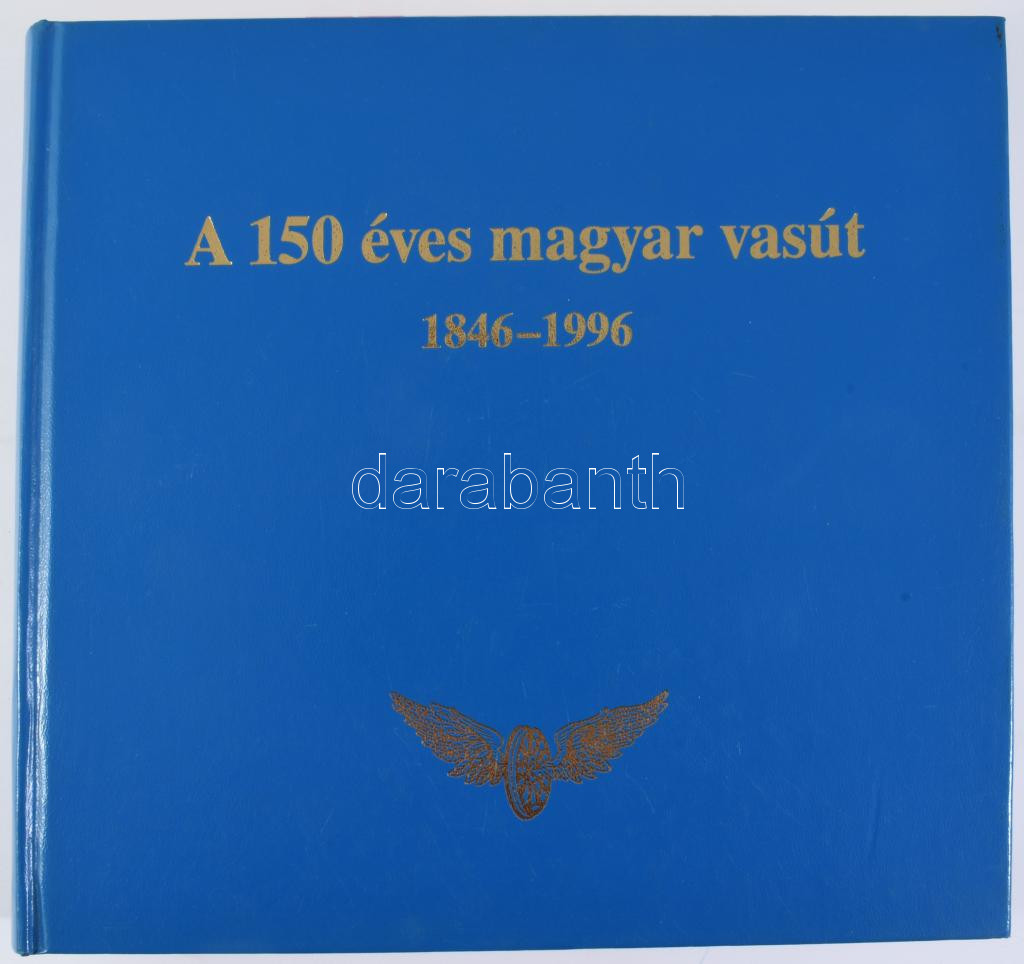 A 150 éves magyar vasút
1846–1996
darabanth